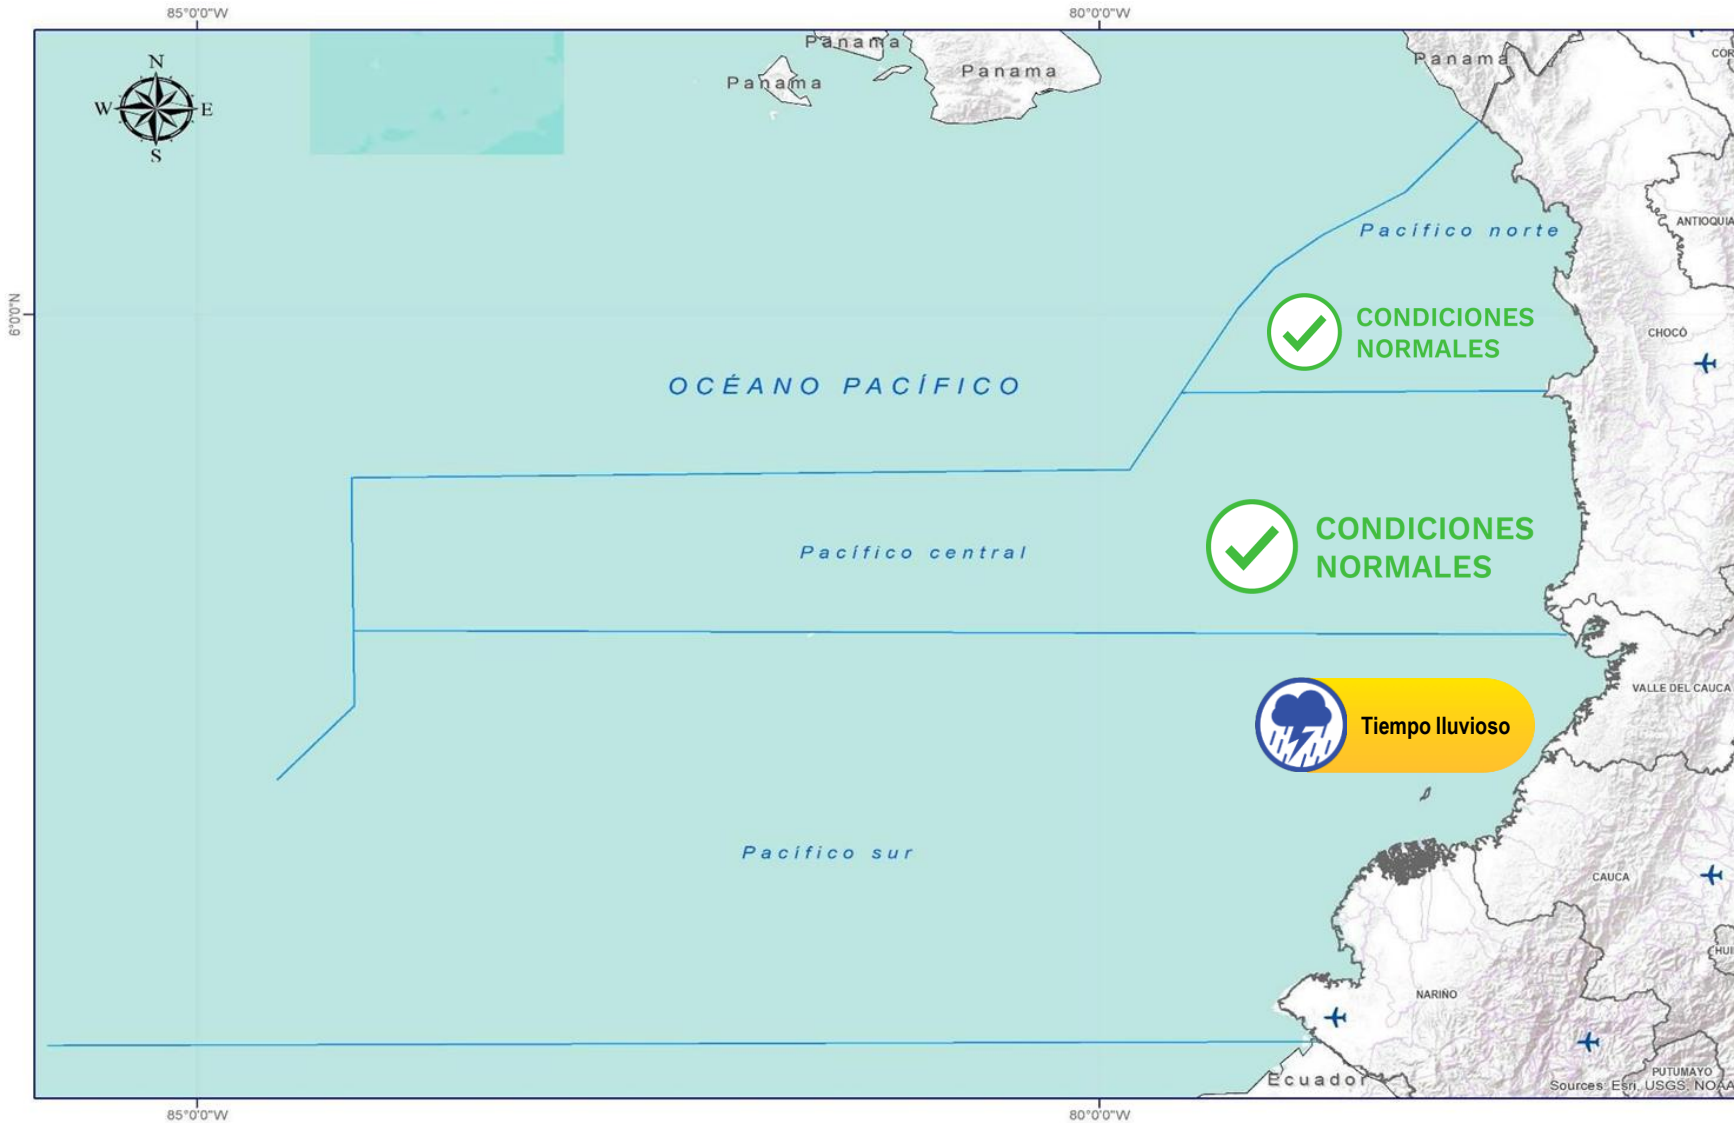 85°0'0"W
80°0'0"W
N
W
E
S
Panama
Panama
Panama
Panama
ANTIOQUIA
Pacífico norte
6°0'0"N
CONDICIONES
NORMALES
CHOCÓ
OCÉANO PACÍFICO
CONDICIONES
NORMALES
Pacífico central
VALLE DEL CAUCA
Tiempo lluvioso
Pacífico sur
CAUCA
HUI
NARIÑO
Ecuador
PUTUMAYO
Sources: Esri, USGS, NOAA
85°0'0"W
80°0'0"W